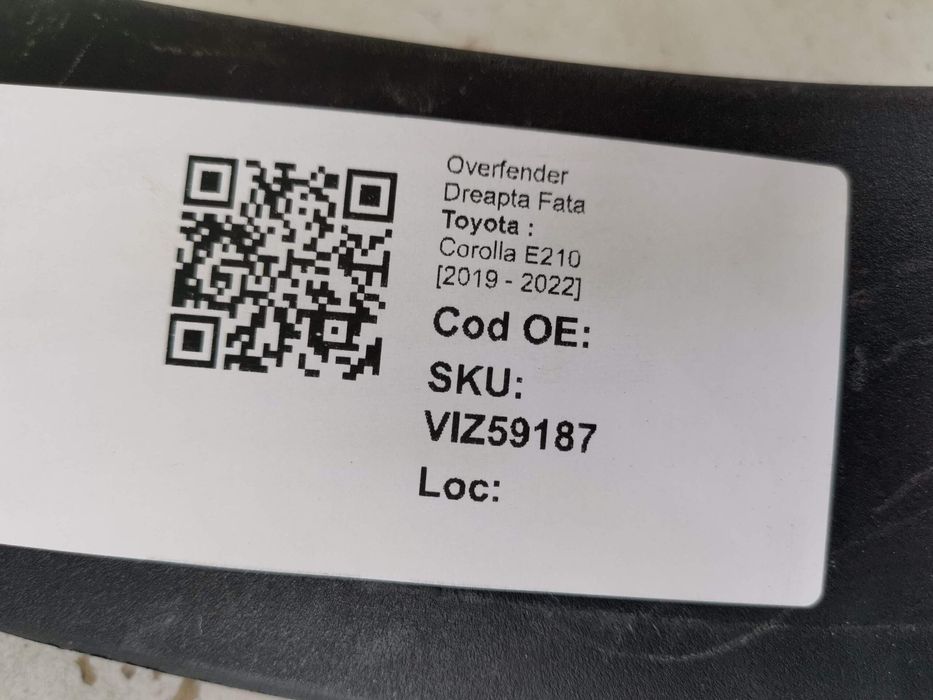 Overfender
Dreapta Fata
Toyota :
Corolla E210
[2019 - 2022]
Cod OE:
SKU:
VIZ59187
Loc: